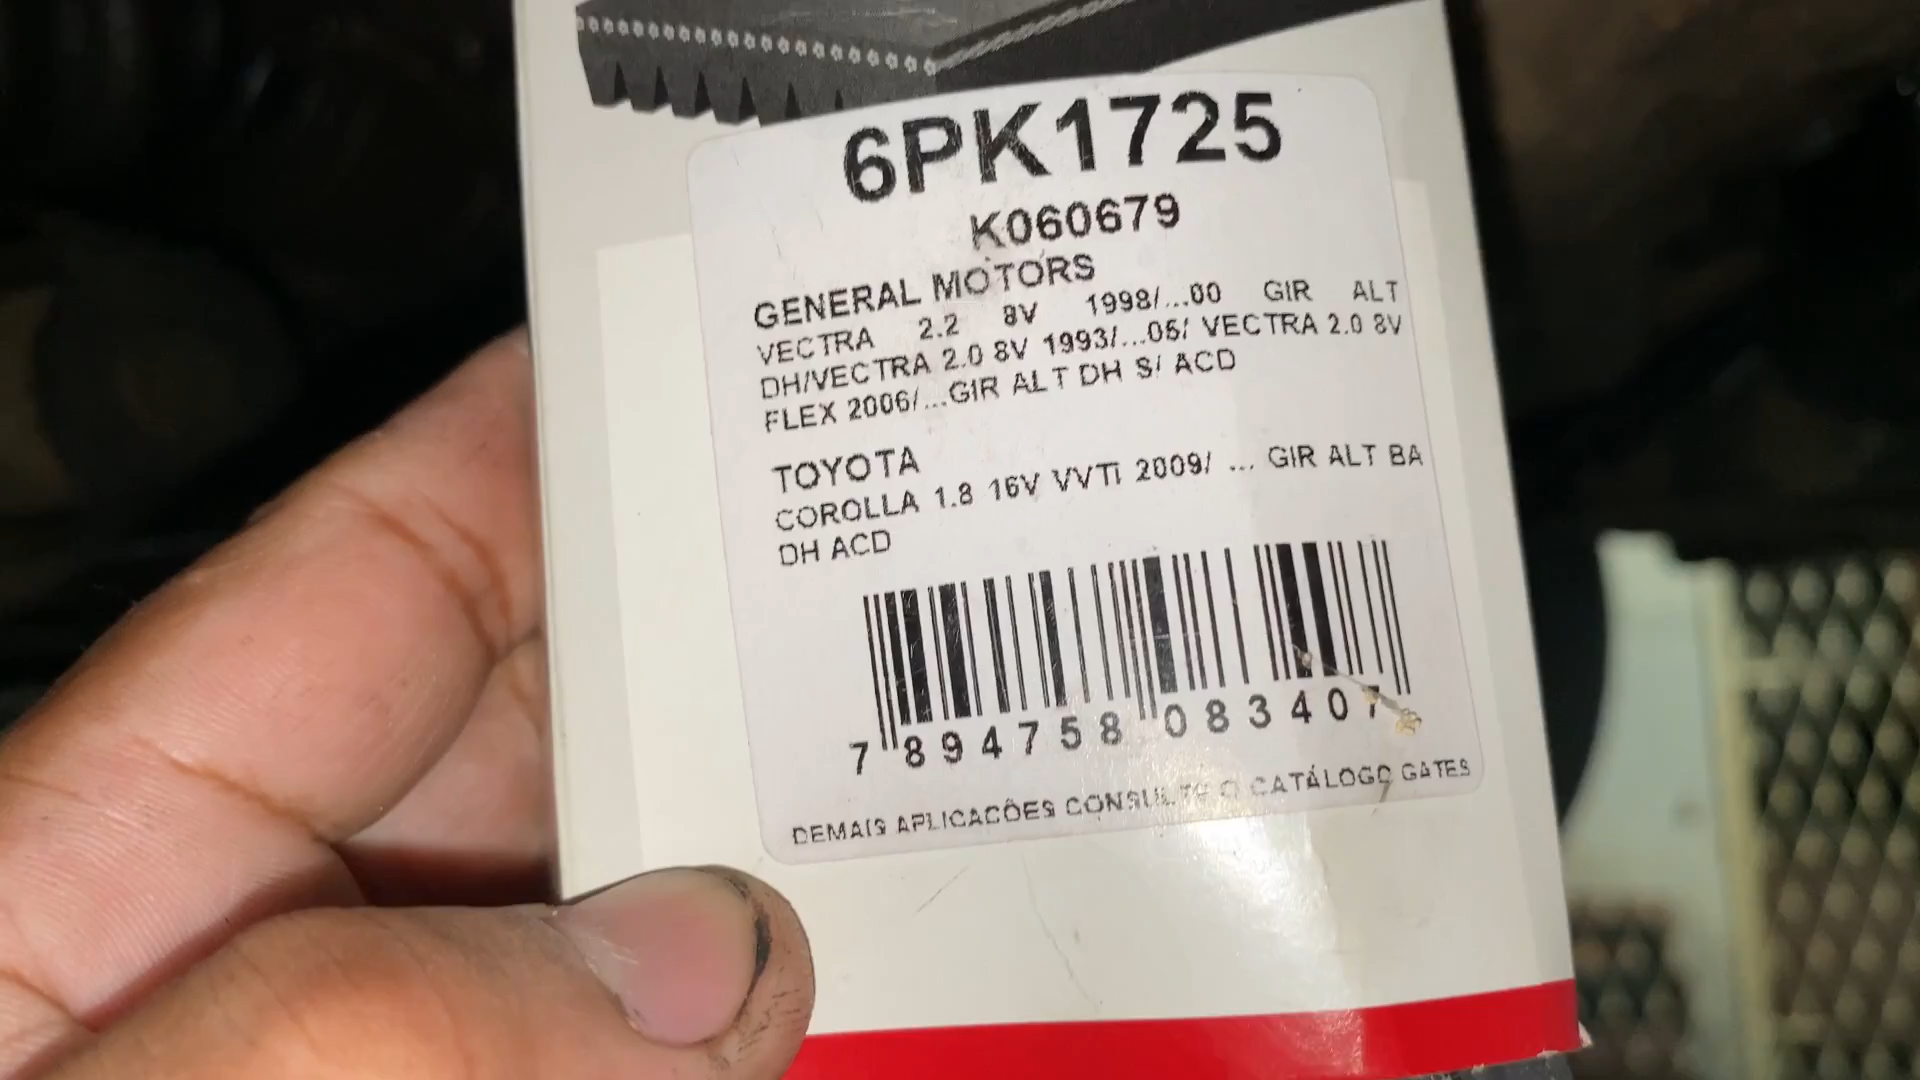 6PK1725
K060679
GENERAL MOTORS
VECTRA 2.2 8V 1998/...00 GIR ALT
DH/VECTRA 2.0 8V 1993/...05/ VECTRA 2.0 8V
FLEX 2006/...GIR ALT DH S/ ACD
TOYOTA
COROLLA 1.8 16V VVTi 2009/ ... GIR ALT BA
DH ACD
7 894758 083407
DEMAIS APLICAÇÕES CONSULTE O CATÁLOGO GATES